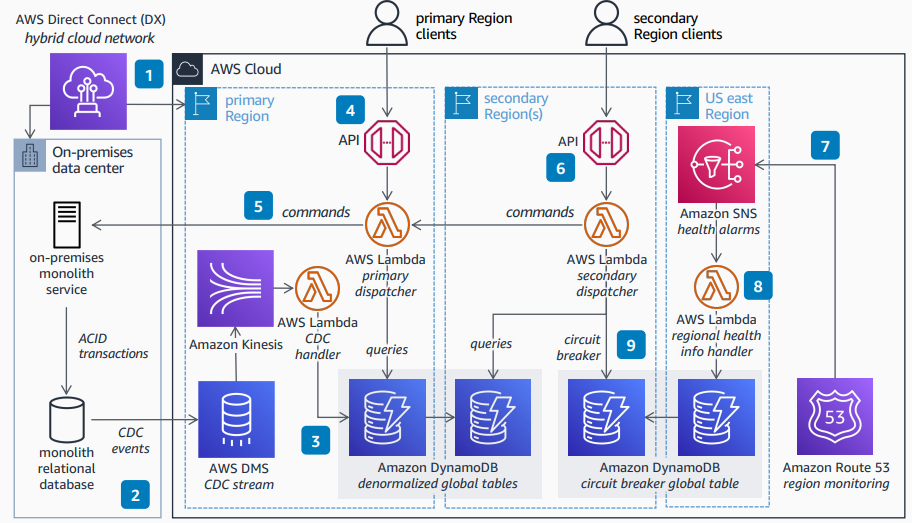 AWS Direct Connect (DX)
hybrid cloud network
primary Region
clients
secondary
Region clients
1
AWS Cloud
primary
Region
4
API
secondary
Region(s)
API
6
US east
Region
7
On-premises
data center
5
commands
commands
Amazon SNS
health alarms
on-premises
monolith
service
AWS Lambda
primary
dispatcher
AWS Lambda
secondary
dispatcher
8
Amazon Kinesis
AWS Lambda
CDC
handler
AWS Lambda
regional health
info handler
ACID
transactions
queries
queries
circuit
breaker
9
53
CDC
events
3
monolith
relational
database
2
AWS DMS
CDC stream
Amazon DynamoDB
denormalized global tables
Amazon DynamoDB
circuit breaker global table
Amazon Route 53
region monitoring